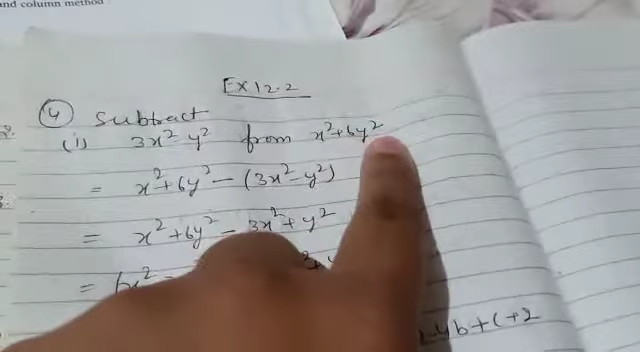 and column method
EX 12.2
(4) Subtract
(i) 3x²-y² from x²+6y²
= x²+6y² - (3x²-y²)
= x²+6y² - 3x²+y²
=
4b+(+2